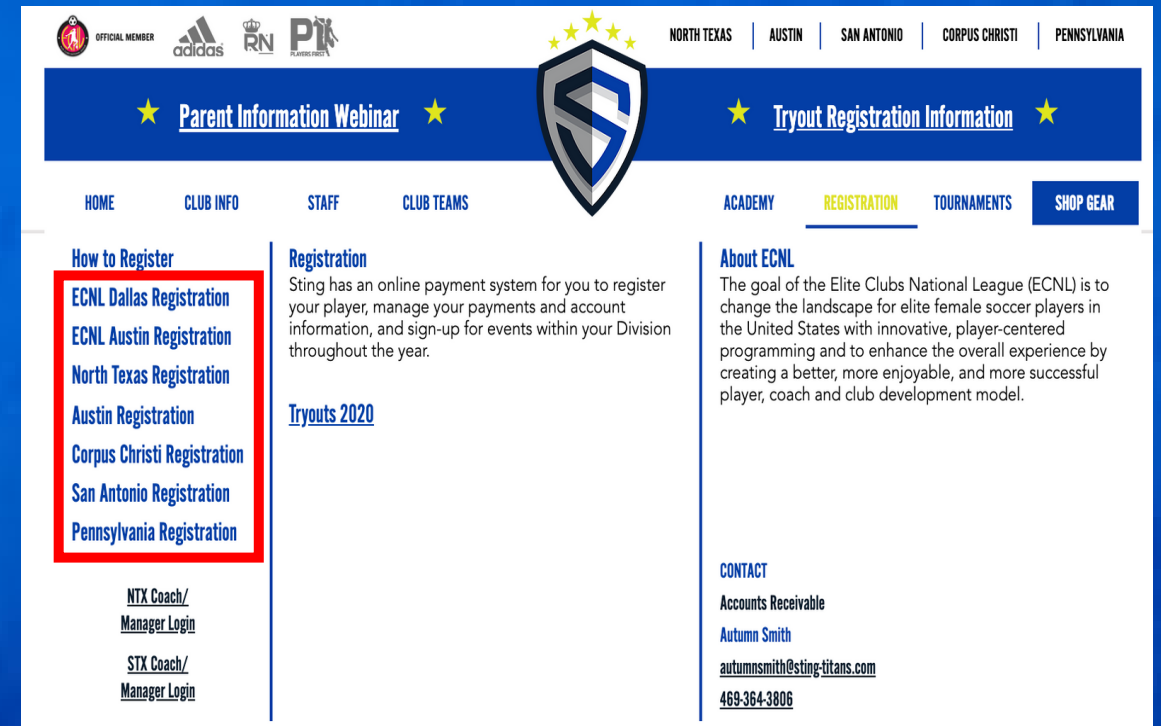 OFFICIAL MEMBER
adidas
RN
P1
PLAYERS FIRST
NORTH TEXAS
AUSTIN
SAN ANTONIO
CORPUS CHRISTI
PENNSYLVANIA
Parent Information Webinar
Tryout Registration Information
HOME
CLUB INFO
STAFF
CLUB TEAMS
ACADEMY
REGISTRATION
TOURNAMENTS
SHOP GEAR
How to Register
ECNL Dallas Registration
ECNL Austin Registration
North Texas Registration
Austin Registration
Corpus Christi Registration
San Antonio Registration
Pennsylvania Registration
NTX Coach/
Manager Login
STX Coach/
Manager Login
Registration
Sting has an online payment system for you to register
your player, manage your payments and account
information, and sign-up for events within your Division
throughout the year.
Tryouts 2020
About ECNL
The goal of the Elite Clubs National League (ECNL) is to
change the landscape for elite female soccer players in
the United States with innovative, player-centered
programming and to enhance the overall experience by
creating a better, more enjoyable, and more successful
player, coach and club development model.
CONTACT
Accounts Receivable
Autumn Smith
autumnsmith@sting-titans.com
469-364-3806